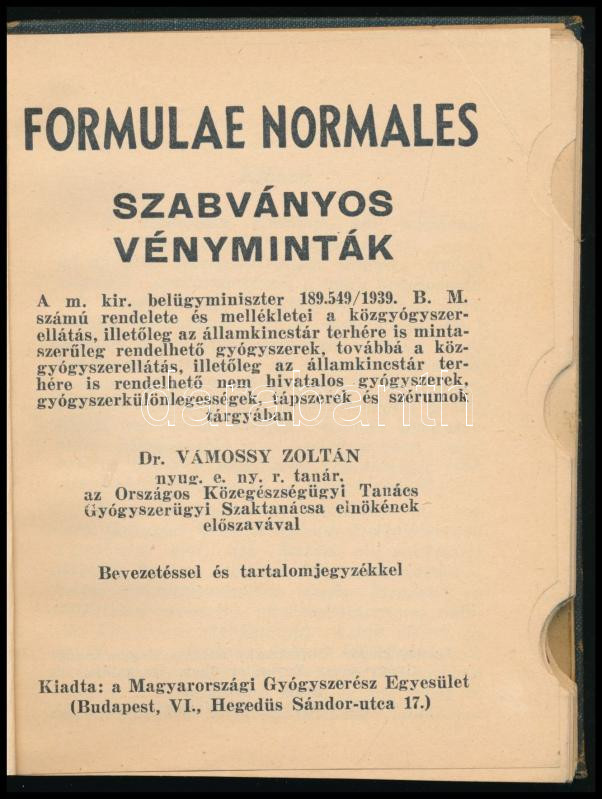 FORMULAE NORMALES
SZABVÁNYOS
VÉNYMINTÁK
A m. kir. belügyminiszter 189.549/1939. B. M.
számú rendelete és mellékletei a közgyógyszer-
ellátás, illetőleg az államkincstár terhére is minta-
szerűleg rendelhető gyógyszerek, továbbá a köz-
gyógyszerellátás, illetőleg az államkincstár ter-
hére is rendelhető nem hivatalos gyógyszerek,
gyógyszerkülönlegességek, tápszerek és szérumok
tárgyában
Dr. VÁMOSSY ZOLTÁN
nyug. e. ny. r. tanár,
az Országos Közegészségügyi Tanács
Gyógyszerügyi Szaktanácsa elnökének
előszavával
Bevezetéssel és tartalomjegyzékkel
Kiadta: a Magyarországi Gyógyszerész Egyesület
(Budapest, VI., Hegedüs Sándor-utca 17.)
darabanth